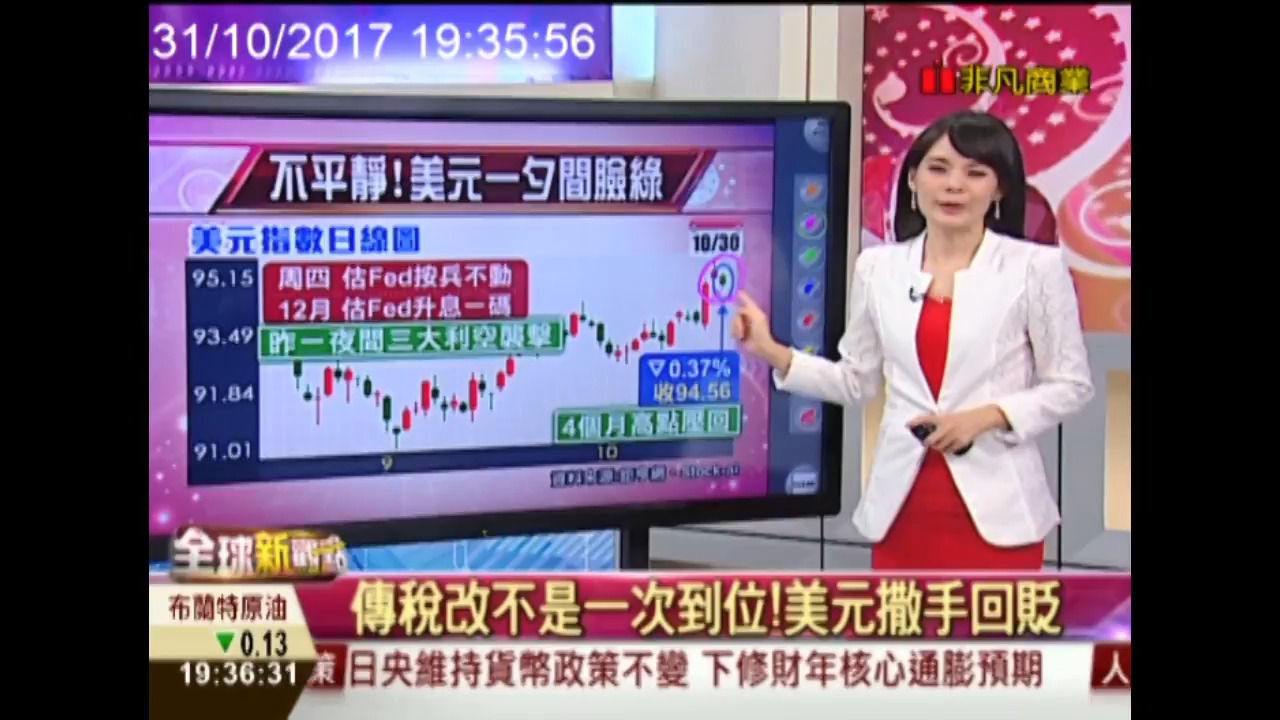 31/10/2017 19:35:56
非凡商業
不平靜!美元一夕間臉綠
美元指數日線圖
10/30
95.15
周四 估Fed按兵不動
12月 估Fed升息一碼
93.49
昨一夜間三大利空襲擊
▽0.37%
91.84
收94.56
4個月高點壓回
91.01
9
10
全球新觀點
傳稅改不是一次到位!美元撒手回貶
布蘭特原油
▼0.13
19:36:31
策
日央維持貨幣政策不變 下修財年核心通膨預期
人